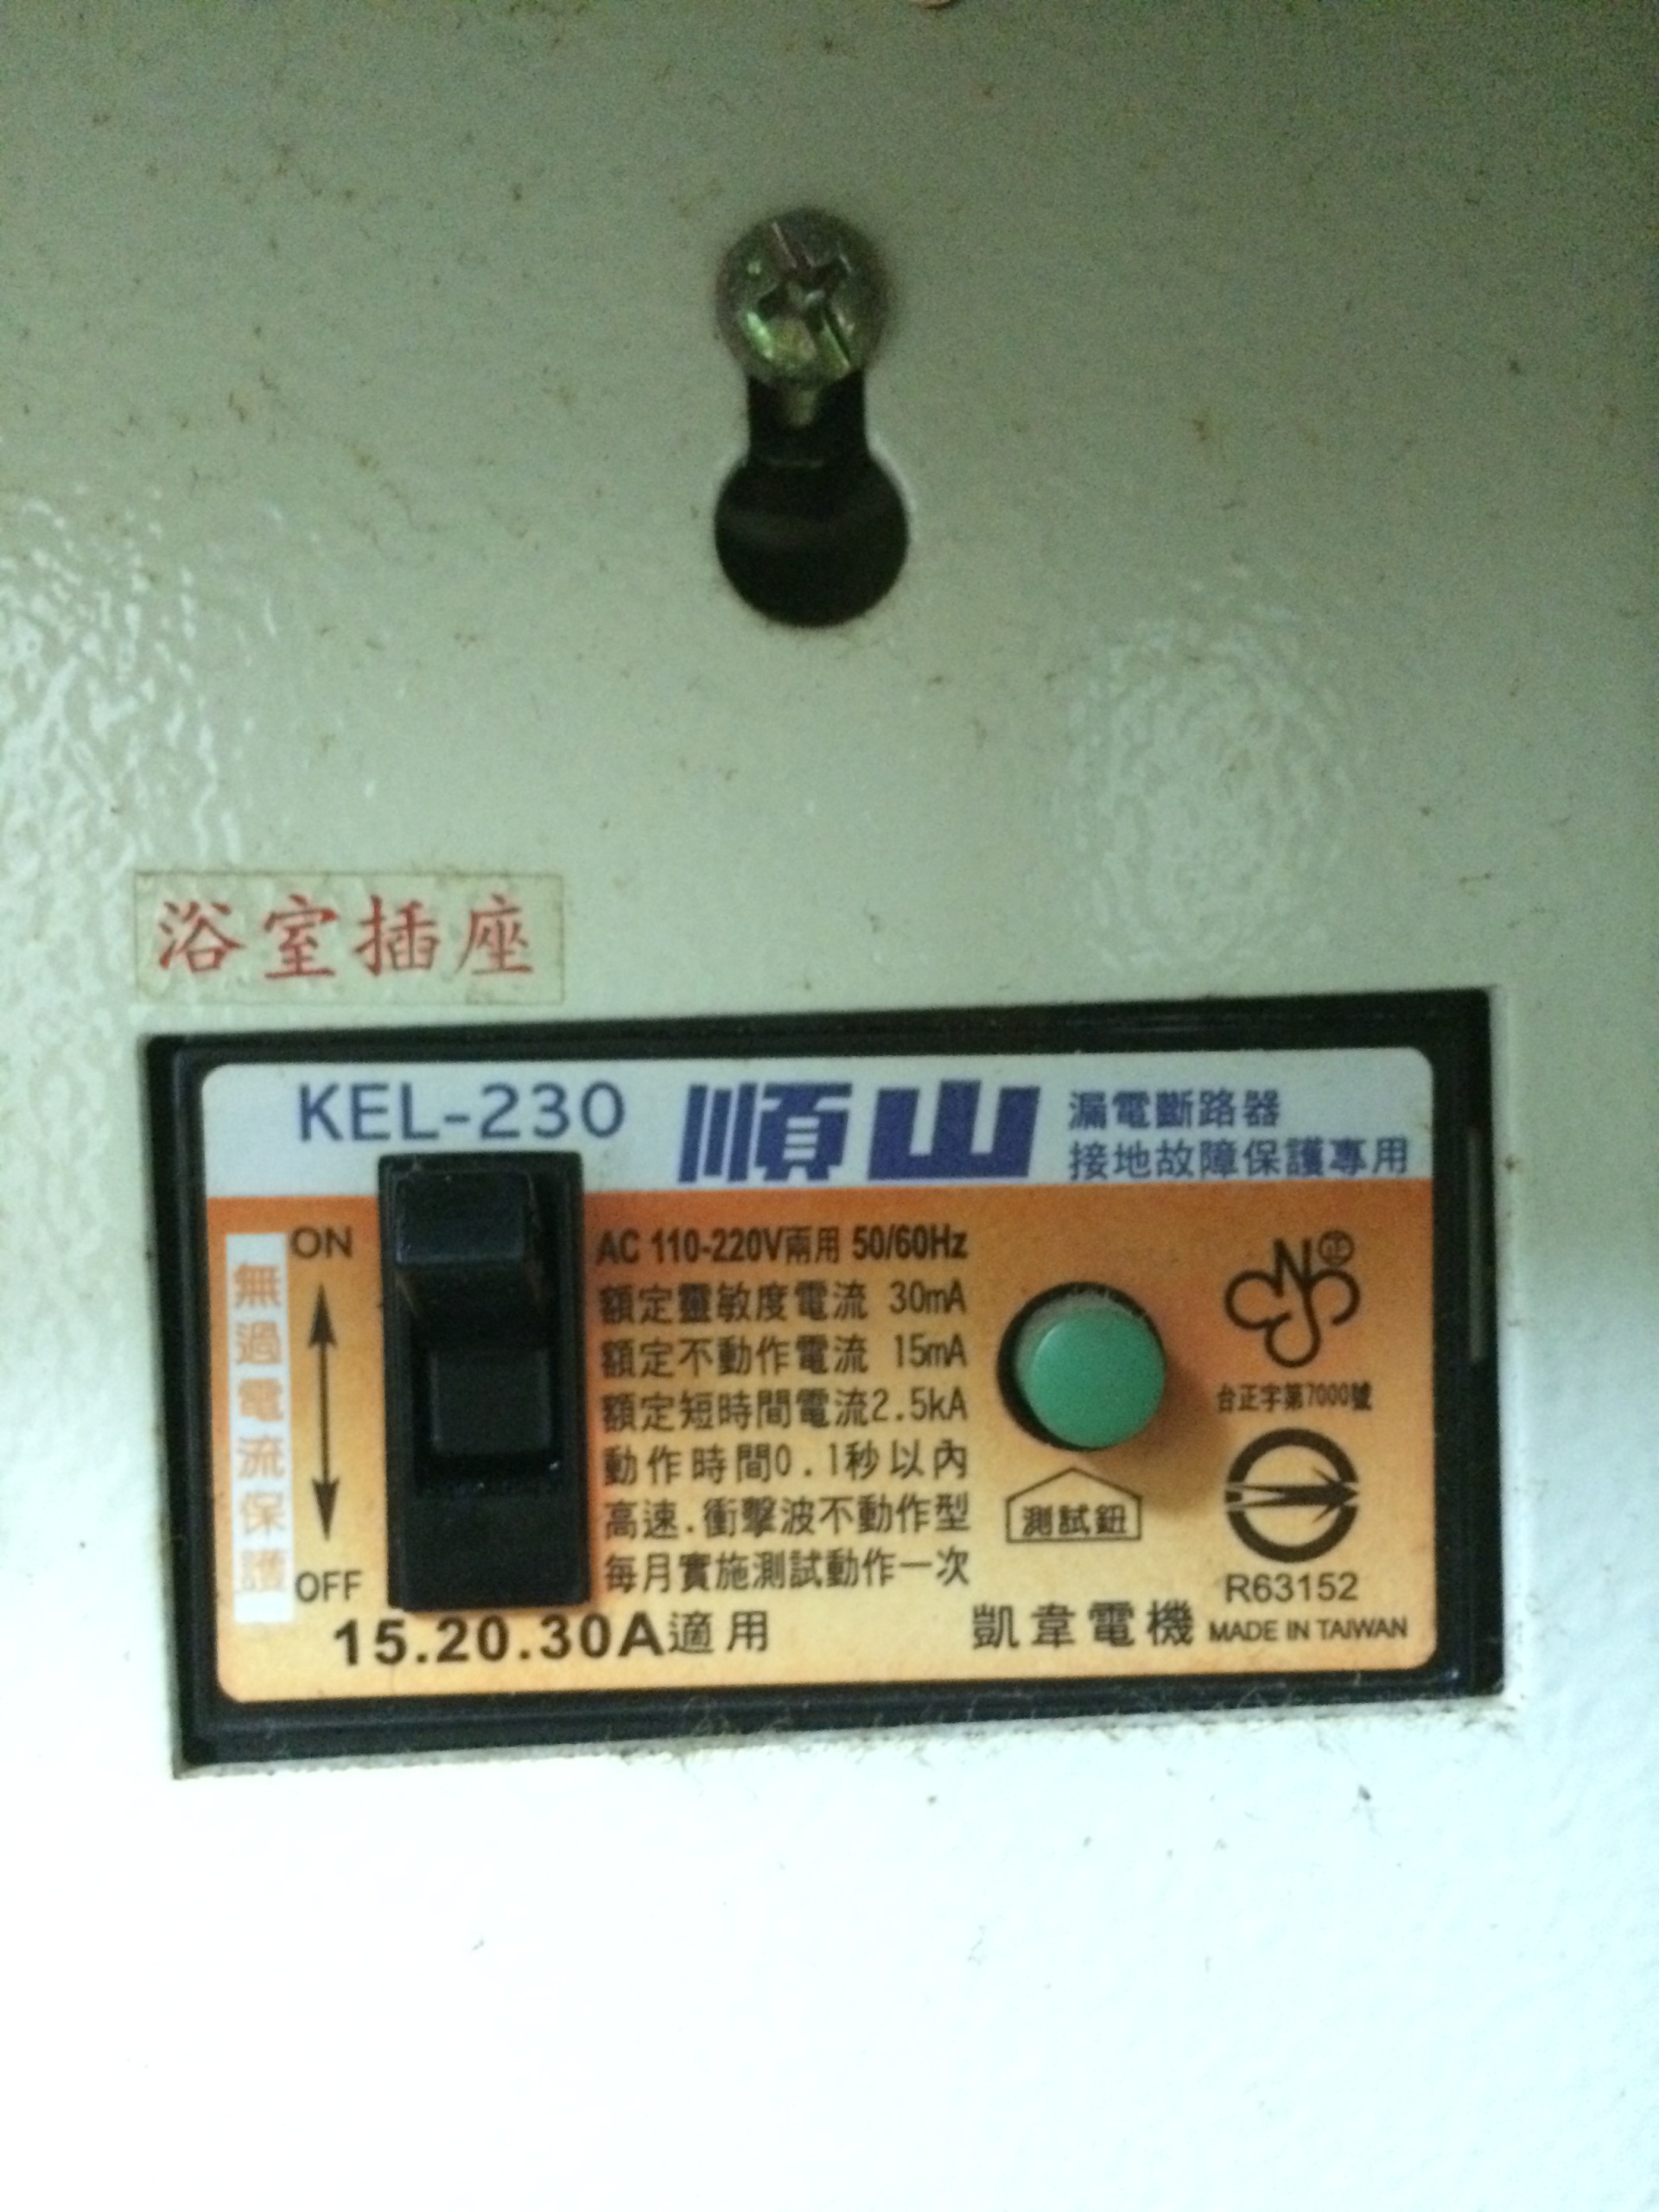 浴室插座
KEL-230
順山
漏電斷路器
接地故障保護專用
無過電流保護
ON
OFF
AC 110-220V兩用 50/60Hz
額定靈敏度電流 30mA
額定不動作電流 15mA
額定短時間電流2.5kA
動作時間0.1秒以內
高速.衝擊波不動作型
每月實施測試動作一次
15.20.30A適用
測試鈕
正
台正字第7000號
R63152
凱韋電機
MADE IN TAIWAN